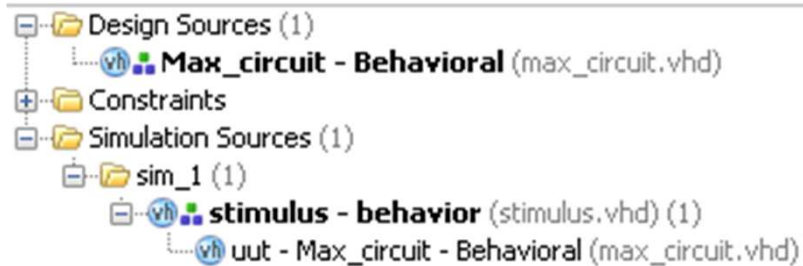 Design Sources (1)
Max_circuit - Behavioral (max_circuit.vhd)
Constraints
Simulation Sources (1)
sim_1 (1)
stimulus - behavior (stimulus.vhd) (1)
uut - Max_circuit - Behavioral (max_circuit.vhd)